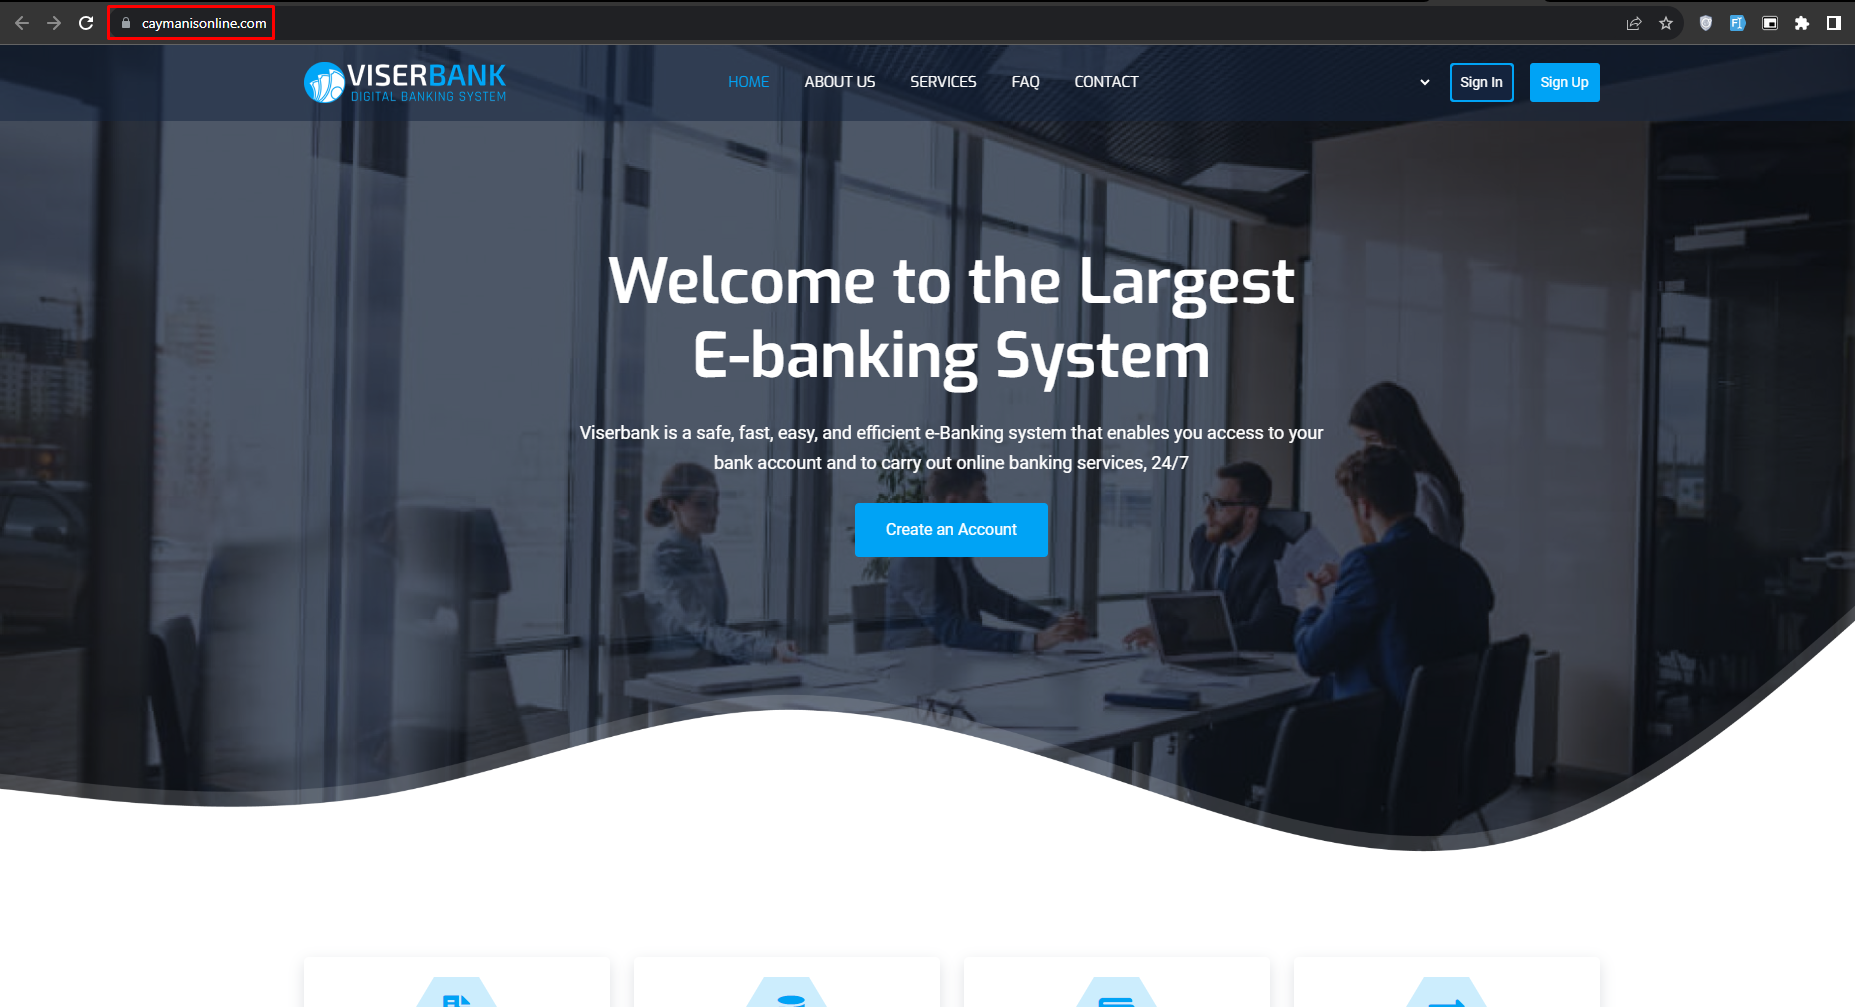 caymanisonline.com
VISERBANK
DIGITAL BANKING SYSTEM
HOME
ABOUT US
SERVICES
FAQ
CONTACT
Sign In
Sign Up
Welcome to the Largest
E-banking System
Viserbank is a safe, fast, easy, and efficient e-Banking system that enables you access to your
bank account and to carry out online banking services, 24/7
Create an Account